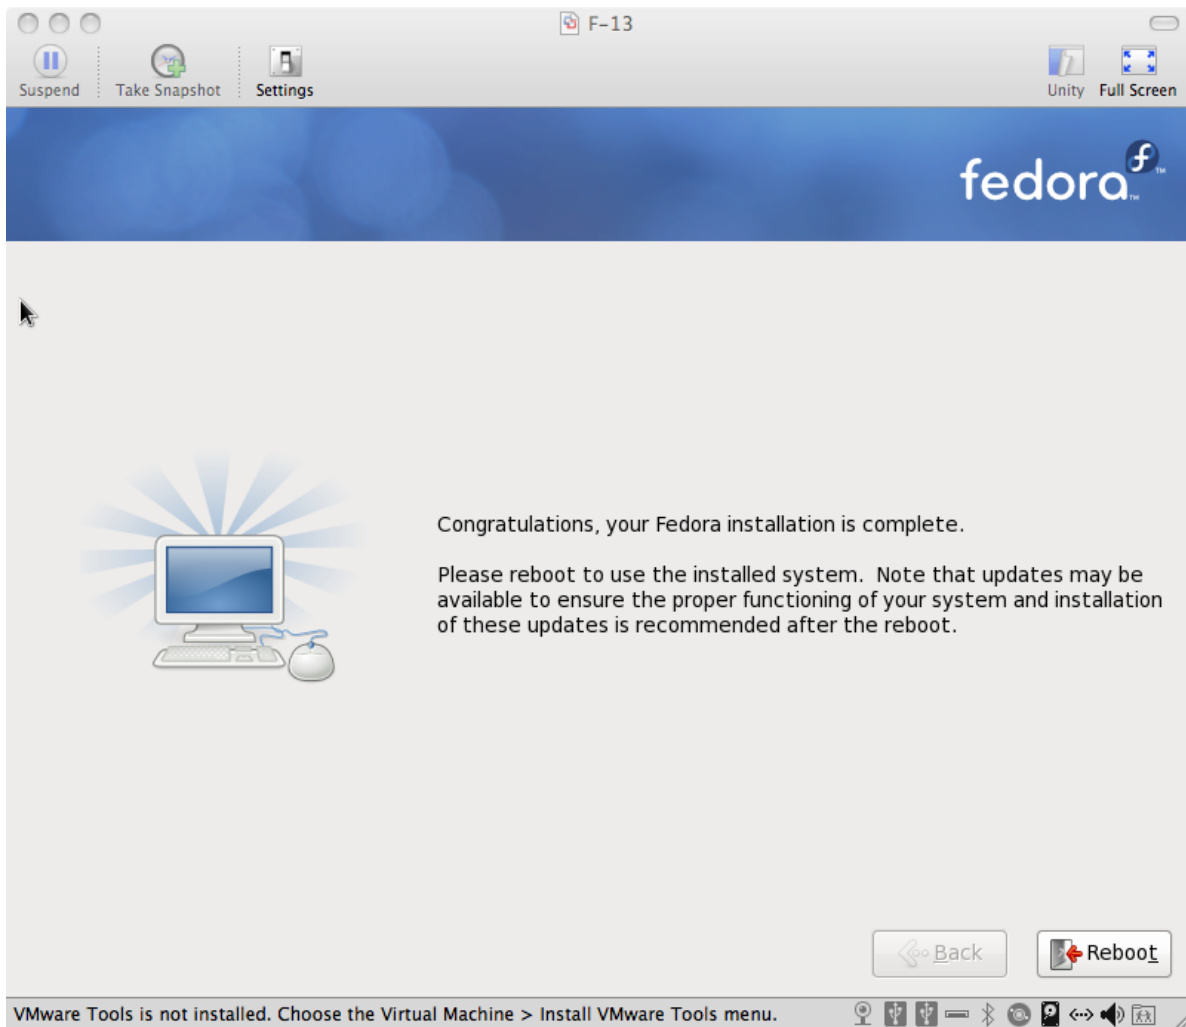 F-13
Suspend
Take Snapshot
Settings
Unity
Full Screen
fedora
TM
TM
Congratulations, your Fedora installation is complete.
Please reboot to use the installed system.  Note that updates may be
available to ensure the proper functioning of your system and installation
of these updates is recommended after the reboot.
Back
Reboot
VMware Tools is not installed. Choose the Virtual Machine > Install VMware Tools menu.